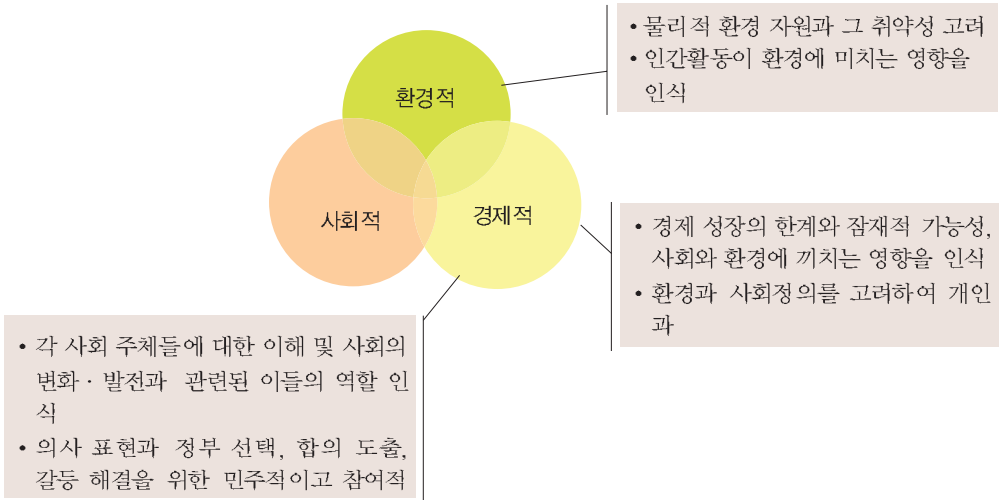 • 물리적 환경 자원과 그 취약성 고려
• 인간활동이 환경에 미치는 영향을
인식
환경적
사회적
경제적
• 경제 성장의 한계와 잠재적 가능성,
사회와 환경에 끼치는 영향을 인식
• 환경과 사회정의를 고려하여 개인
과
• 각 사회 주체들에 대한 이해 및 사회의
변화 · 발전과 관련된 이들의 역할 인
식
• 의사 표현과 정부 선택, 합의 도출,
갈등 해결을 위한 민주적이고 참여적